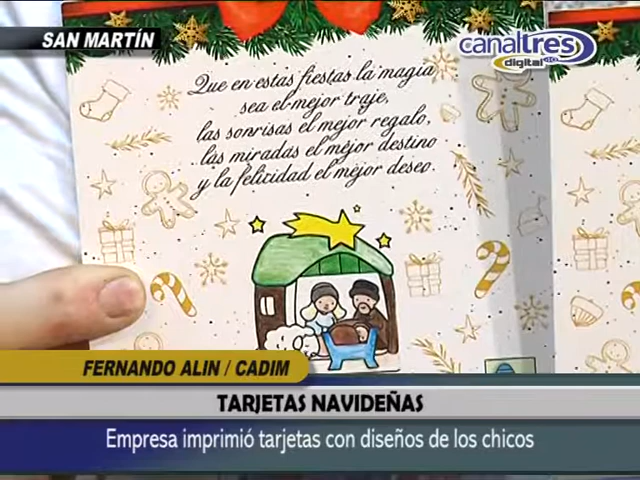 SAN MARTÍN
canaltres
digital
Que en estas fiestas la magia
sea el mejor traje,
las sonrisas el mejor regalo,
las miradas el mejor destino
y la felicidad el mejor deseo.
FERNANDO ALIN / CADIM
TARJETAS NAVIDEÑAS
Empresa imprimió tarjetas con diseños de los chicos